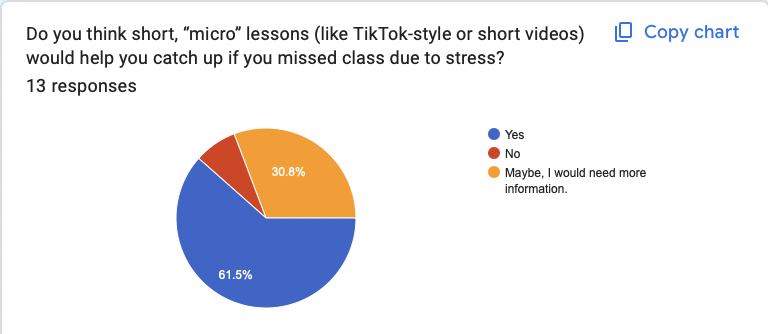 Do you think short, “micro” lessons (like TikTok-style or short videos)
would help you catch up if you missed class due to stress?
Copy chart
13 responses
Yes
No
Maybe, I would need more
information.
30.8%
61.5%